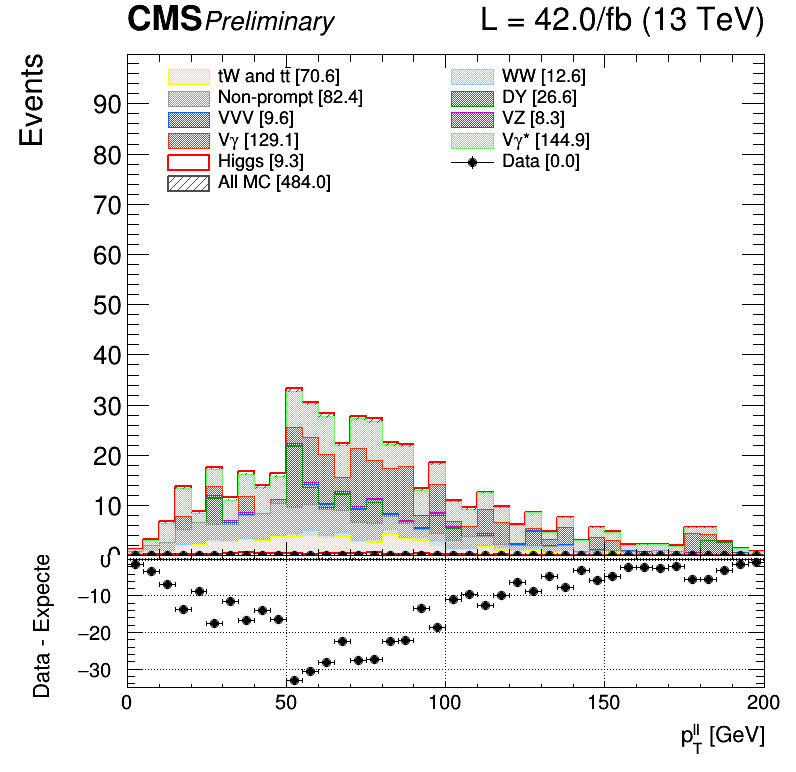 CMS Preliminary L = 42.0/fb (13 TeV)
Events
tW and tt̄ [70.6] WW [12.6]
Non-prompt [82.4] DY [26.6]
VVV [9.6] VZ [8.3]
Vγ [129.1] Vγ* [144.9]
Higgs [9.3] Data [0.0]
All MC [484.0]
90
80
70
60
50
40
30
20
10
0
Data - Expecte
0
−10
−20
−30
0 50 100 150 200
p_T^ll [GeV]